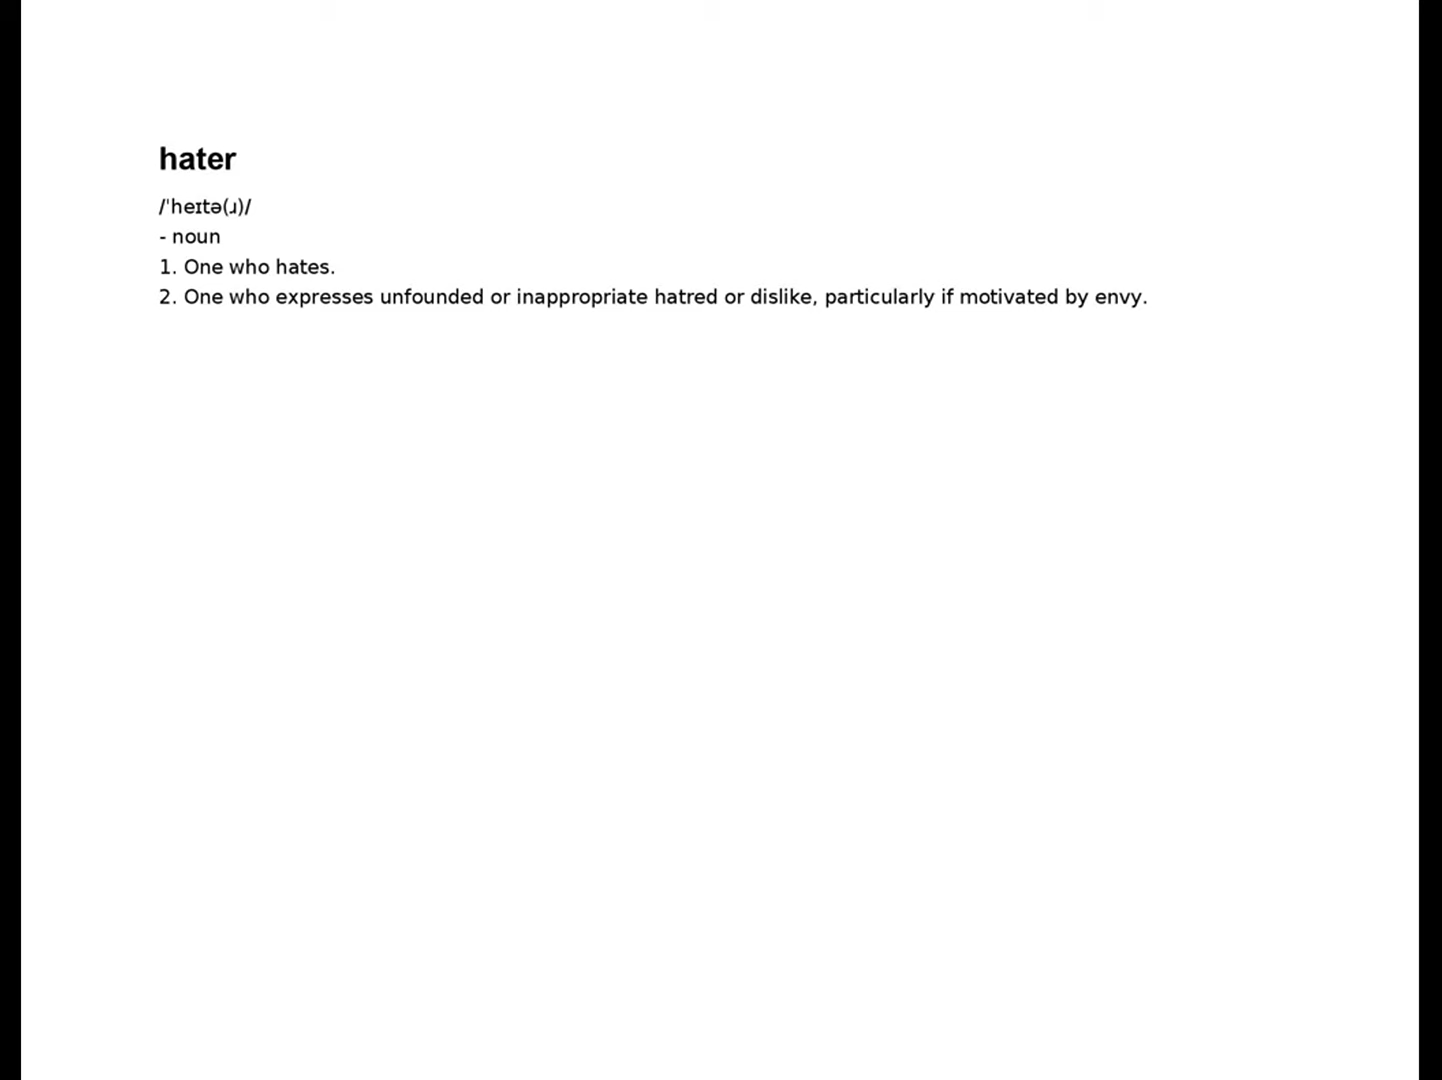 hater
/ˈheɪtə(ɹ)/
- noun
1. One who hates.
2. One who expresses unfounded or inappropriate hatred or dislike, particularly if motivated by envy.